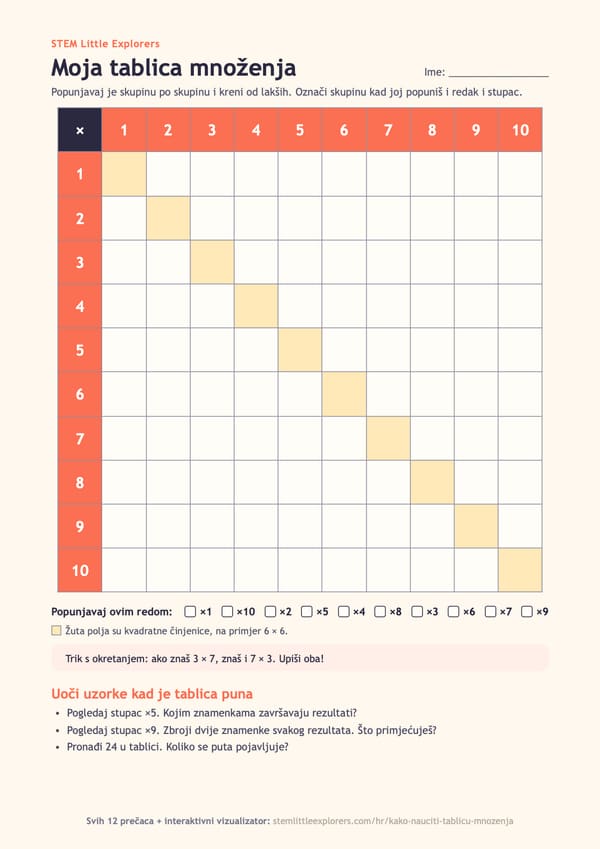 STEM Little Explorers
Moja tablica množenja
Ime: ___________________
Popunjavaj je skupinu po skupinu i kreni od lakših. Označi skupinu kad joj popuniš i redak i stupac.
× 1 2 3 4 5 6 7 8 9 10
1
2
3
4
5
6
7
8
9
10
Popunjavaj ovim redom: ×1 ×10 ×2 ×5 ×4 ×8 ×3 ×6 ×7 ×9
Žuta polja su kvadratne činjenice, na primjer 6 × 6.
Trik s okretanjem: ako znaš 3 × 7, znaš i 7 × 3. Upiši oba!
Uoči uzorke kad je tablica puna
• Pogledaj stupac ×5. Kojim znamenkama završavaju rezultati?
• Pogledaj stupac ×9. Zbroji dvije znamenke svakog rezultata. Što primjećuješ?
• Pronađi 24 u tablici. Koliko se puta pojavljuje?
Svih 12 prečaca + interaktivni vizualizator: stemlittleexplorers.com/hr/kako-nauciti-tablicu-mnozenja